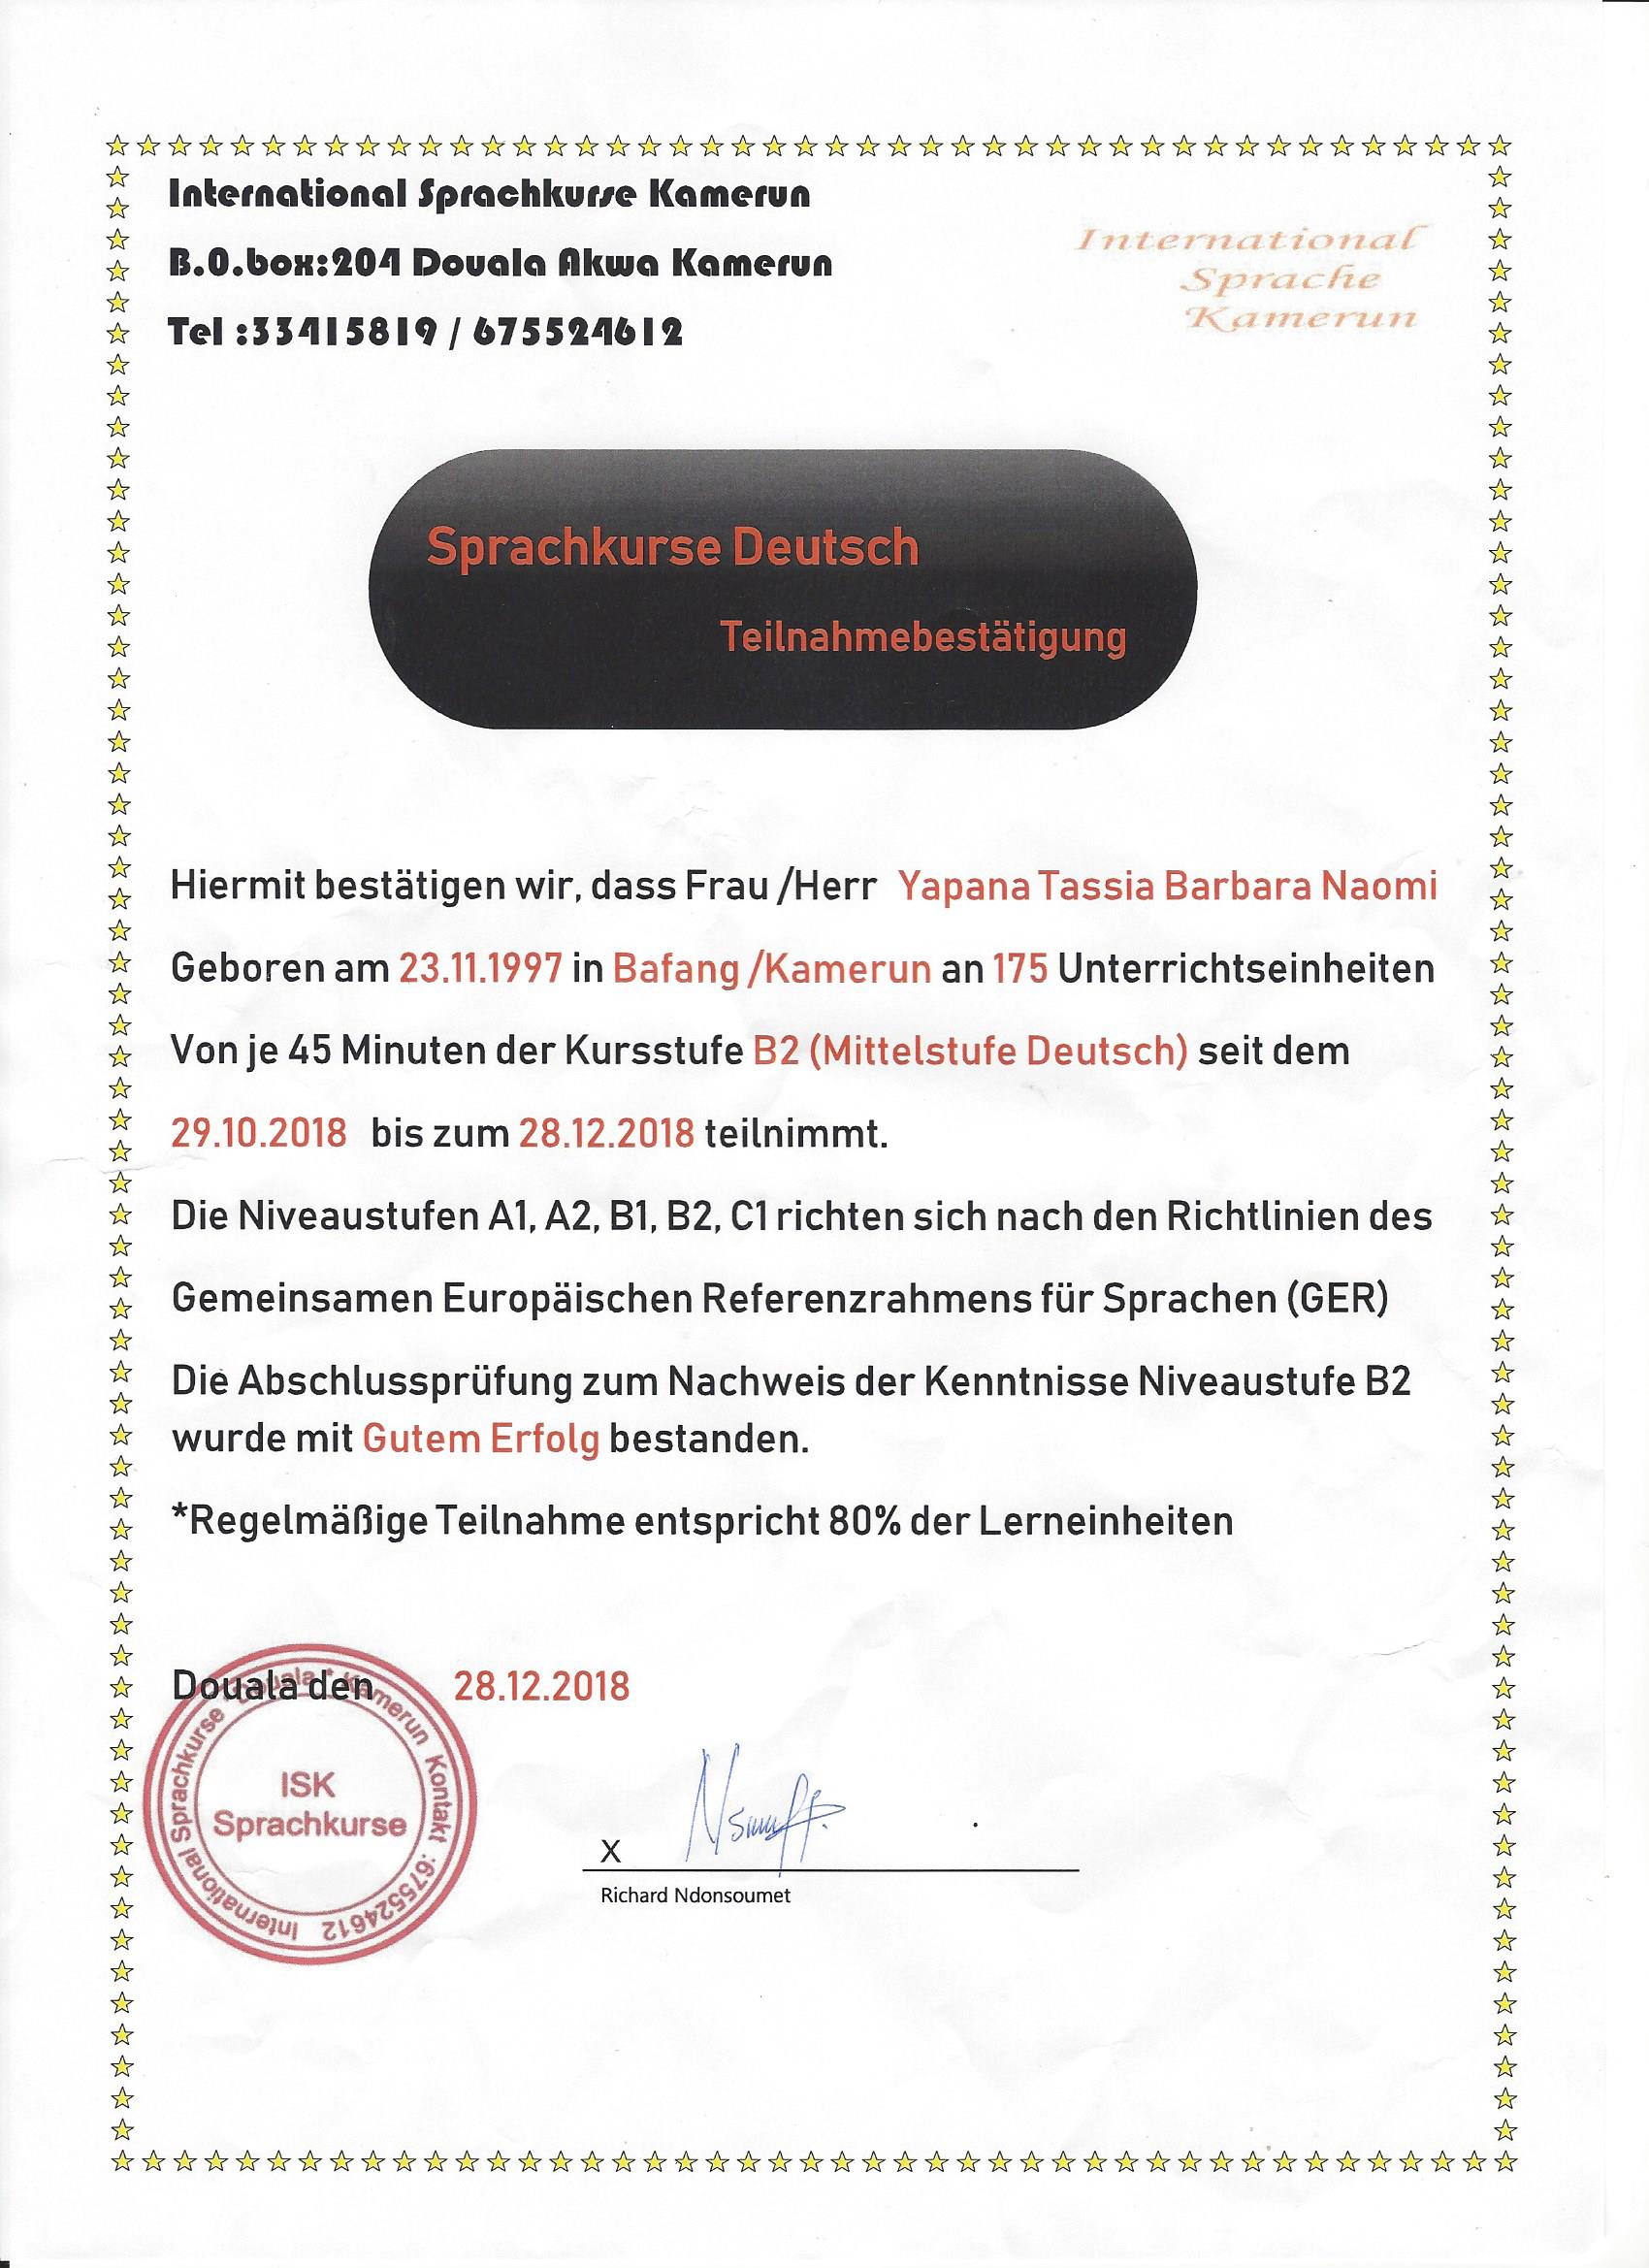 International Sprachkurse Kamerun
B.O.box:204 Douala Akwa Kamerun
Tel :33415819 / 675524612
International
Sprache
Kamerun
Sprachkurse Deutsch
Teilnahmebestätigung
Hiermit bestätigen wir, dass Frau /Herr Yapana Tassia Barbara Naomi
Geboren am 23.11.1997 in Bafang /Kamerun an 175 Unterrichtseinheiten
Von je 45 Minuten der Kursstufe B2 (Mittelstufe Deutsch) seit dem
29.10.2018 bis zum 28.12.2018 teilnimmt.
Die Niveaustufen A1, A2, B1, B2, C1 richten sich nach den Richtlinien des
Gemeinsamen Europäischen Referenzrahmens für Sprachen (GER)
Die Abschlussprüfung zum Nachweis der Kenntnisse Niveaustufe B2
wurde mit Gutem Erfolg bestanden.
*Regelmäßige Teilnahme entspricht 80% der Lerneinheiten
Douala den 28.12.2018
International Sprachkurse Douala * Kamerun Kontakt :675524612
ISK
Sprachkurse
X
Richard Ndonsoumet